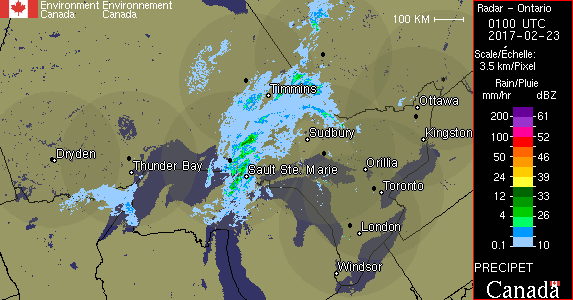 Environment Environnement
Canada Canada
100 KM
Timmins
Ottawa
Sudbury
Kingston
Dryden
Thunder Bay
Sault Ste. Marie
Orillia
Toronto
London
Windsor
Radar - Ontario
0100 UTC
2017-02-23
Scale/Échelle:
3.5 km/Pixel
Rain/Pluie
mm/hr dBZ
200 61
100 52
50 46
24 39
12 33
4 26
0.1 10
PRECIPET
Canada